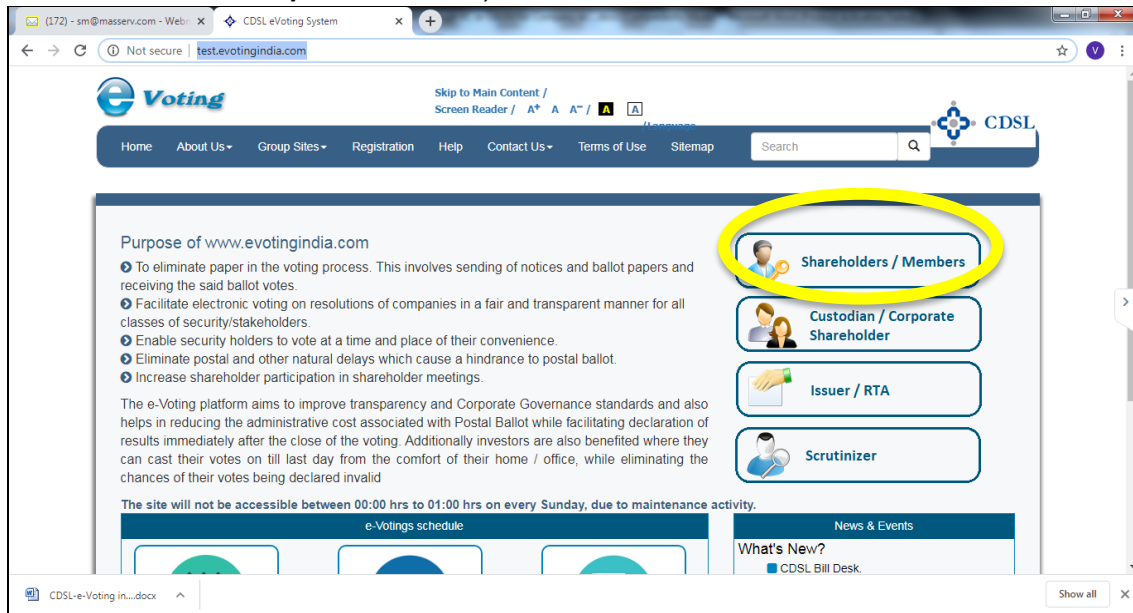 (172) - sm@masserv.com - Webm
CDSL eVoting System
Not secure | test.evotingindia.com
V
e Voting
Skip to Main Content /
Screen Reader / A+ A A- / A A
/Language
CDSL
Home About Us Group Sites Registration Help Contact Us Terms of Use Sitemap Search
Purpose of www.evotingindia.com
To eliminate paper in the voting process. This involves sending of notices and ballot papers and
receiving the said ballot votes.
Facilitate electronic voting on resolutions of companies in a fair and transparent manner for all
classes of security/stakeholders.
Enable security holders to vote at a time and place of their convenience.
Eliminate postal and other natural delays which cause a hindrance to postal ballot.
Increase shareholder participation in shareholder meetings.
The e-Voting platform aims to improve transparency and Corporate Governance standards and also
helps in reducing the administrative cost associated with Postal Ballot while facilitating declaration of
results immediately after the close of the voting. Additionally investors are also benefited where they
can cast their votes on till last day from the comfort of their home / office, while eliminating the
chances of their votes being declared invalid
Shareholders / Members
Custodian / Corporate
Shareholder
Issuer / RTA
Scrutinizer
The site will not be accessible between 00:00 hrs to 01:00 hrs on every Sunday, due to maintenance activity.
e-Votings schedule
News & Events
What's New?
CDSL Bill Desk.
CDSL-e-Voting in....docx
Show all